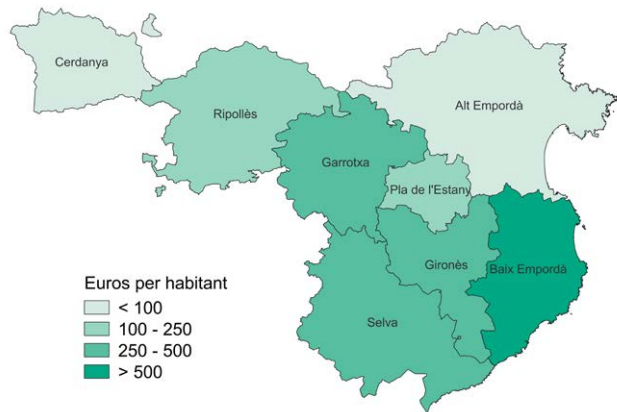 Cerdanya
Ripollès
Alt Empordà
Garrotxa
Pla de l'Estany
Gironès
Baix Empordà
Selva
Euros per habitant
< 100
100 - 250
250 - 500
> 500